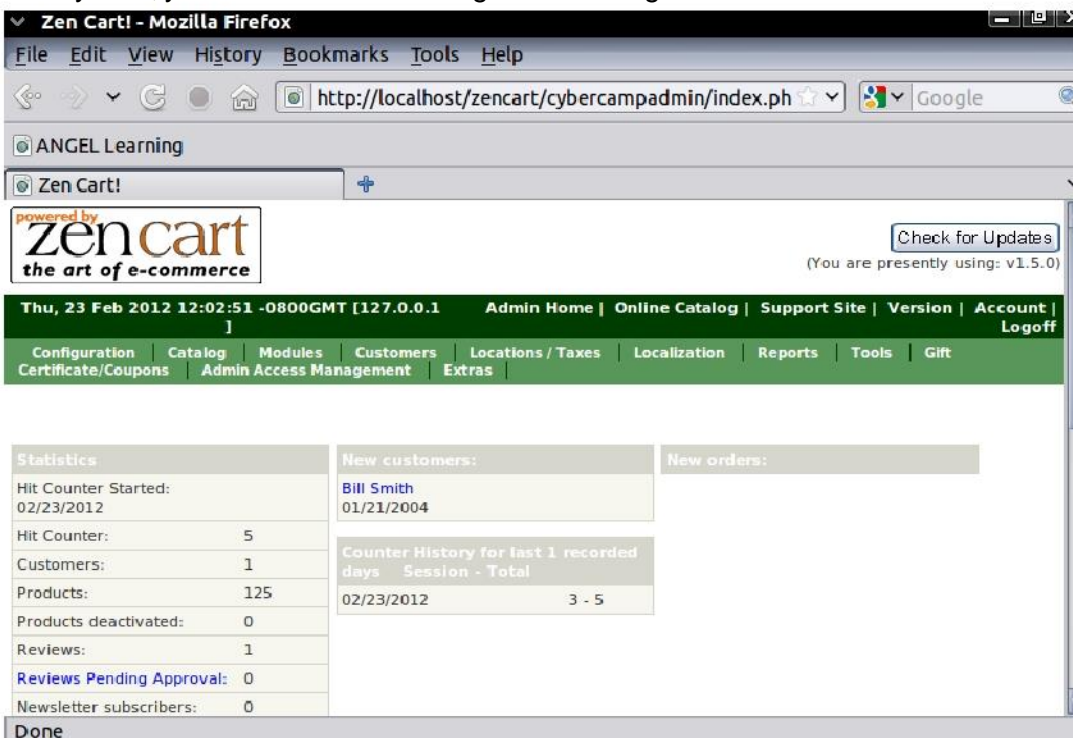 Zen Cart! - Mozilla Firefox
File Edit View History Bookmarks Tools Help
http://localhost/zencart/cybercampadmin/index.ph
Google
ANGEL Learning
Zen Cart!
powered by
zen cart
the art of e-commerce
Check for Updates
(You are presently using: v1.5.0)
Thu, 23 Feb 2012 12:02:51 -0800GMT [127.0.0.1
]
Admin Home | Online Catalog | Support Site | Version | Account |
Logoff
Configuration | Catalog | Modules | Customers | Locations / Taxes | Localization | Reports | Tools | Gift
Certificate/Coupons | Admin Access Management | Extras |
Statistics
Hit Counter Started:
02/23/2012
Hit Counter: 5
Customers: 1
Products: 125
Products deactivated: 0
Reviews: 1
Reviews Pending Approval: 0
Newsletter subscribers: 0
New customers:
Bill Smith
01/21/2004
Counter History for last 1 recorded
days Session - Total
02/23/2012 3 - 5
New orders:
Done